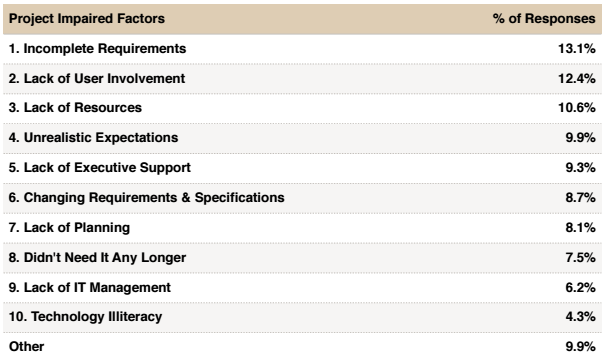 Project Impaired Factors % of Responses
1. Incomplete Requirements 13.1%
2. Lack of User Involvement 12.4%
3. Lack of Resources 10.6%
4. Unrealistic Expectations 9.9%
5. Lack of Executive Support 9.3%
6. Changing Requirements & Specifications 8.7%
7. Lack of Planning 8.1%
8. Didn't Need It Any Longer 7.5%
9. Lack of IT Management 6.2%
10. Technology Illiteracy 4.3%
Other 9.9%